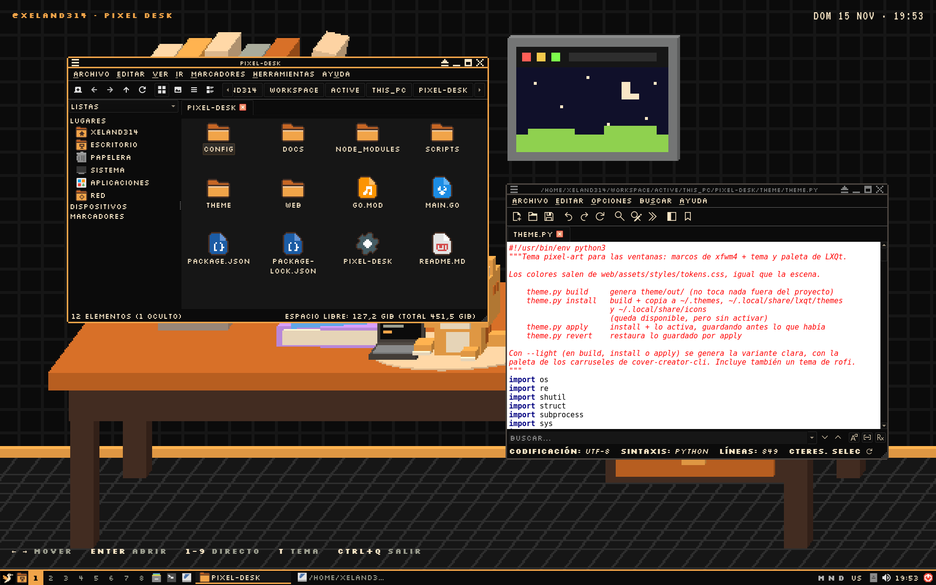 @XELAND314 · PIXEL DESK
DOM 15 NOV · 19:53
PIXEL-DESK
ARCHIVO EDITAR VER IR MARCADORES HERRAMIENTAS AYUDA
WORKSPACE ACTIVE THIS_PC PIXEL-DESK
LISTAS
PIXEL-DESK
LUGARES
XELAND314
ESCRITORIO
PAPELERA
SISTEMA
APLICACIONES
RED
DISPOSITIVOS
MARCADORES
CONFIG DOCS NODE_MODULES SCRIPTS
THEME WEB GO.MOD MAIN.GO
PACKAGE.JSON PACKAGE-LOCK.JSON PIXEL-DESK README.MD
12 ELEMENTOS (1 OCULTO)
ESPACIO LIBRE: 127,2 GIB (TOTAL 451,5 GIB)
/HOME/XELAND314/WORKSPACE/ACTIVE/THIS_PC/PIXEL-DESK/THEME/THEME.PY
ARCHIVO EDITAR OPCIONES BUSCAR AYUDA
THEME.PY
#!/usr/bin/env python3
"""Tema pixel-art para las ventanas: marcos de xfwm4 + tema y paleta de LXQt.
Los colores salen de web/assets/styles/tokens.css, igual que la escena.
theme.py build genera theme/out/ (no toca nada fuera del proyecto)
theme.py install build + copia a ~/.themes, ~/.local/share/lxqt/themes
y ~/.local/share/icons
(queda disponible, pero sin activar)
theme.py apply install + lo activa, guardando antes lo que había
theme.py revert restaura lo guardado por apply
Con --light (en build, install o apply) se genera la variante clara, con la
paleta de los carruseles de cover-creator-cli. Incluye también un tema de rofi.
"""
import os
import re
import shutil
import struct
import subprocess
import sys
BUSCAR...
CODIFICACIÓN: UTF-8 SINTAXIS: PYTHON LÍNEAS: 849 CTERES. SELEC
← → MOVER ENTER ABRIR 1-9 DIRECTO T TEMA CTRL+Q SALIR
1 2 3 4 5 6 7 8 PIXEL-DESK /HOME/XELAND3... M N D US 19:53